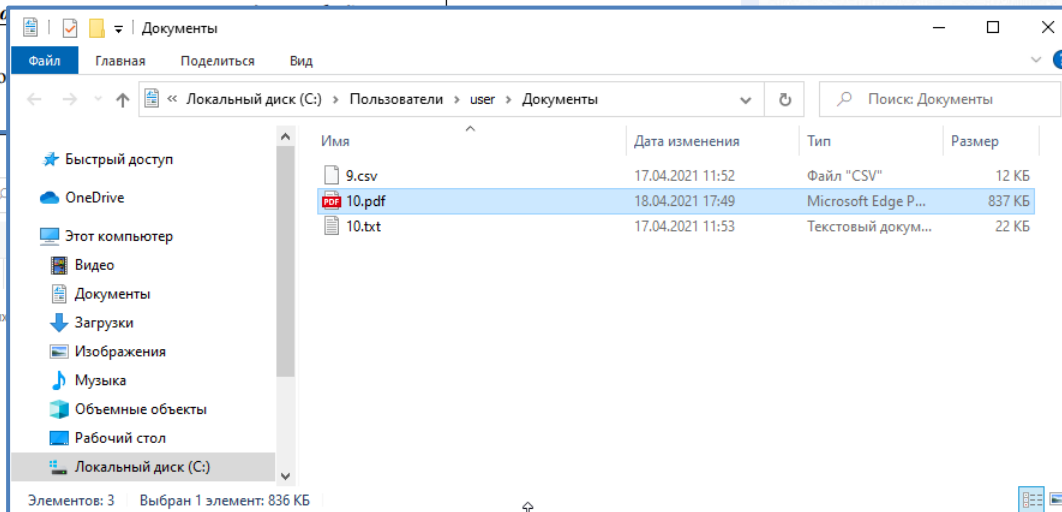 Документы
Файл Главная Поделиться Вид
« Локальный диск (C:) › Пользователи › user › Документы Поиск: Документы
Имя Дата изменения Тип Размер
Быстрый доступ
9.csv 17.04.2021 11:52 Файл "CSV" 12 КБ
OneDrive
PDF 10.pdf 18.04.2021 17:49 Microsoft Edge P... 837 КБ
10.txt 17.04.2021 11:53 Текстовый докум... 22 КБ
Этот компьютер
Видео
Документы
Загрузки
Изображения
Музыка
Объемные объекты
Рабочий стол
Локальный диск (C:)
Элементов: 3 Выбран 1 элемент: 836 КБ